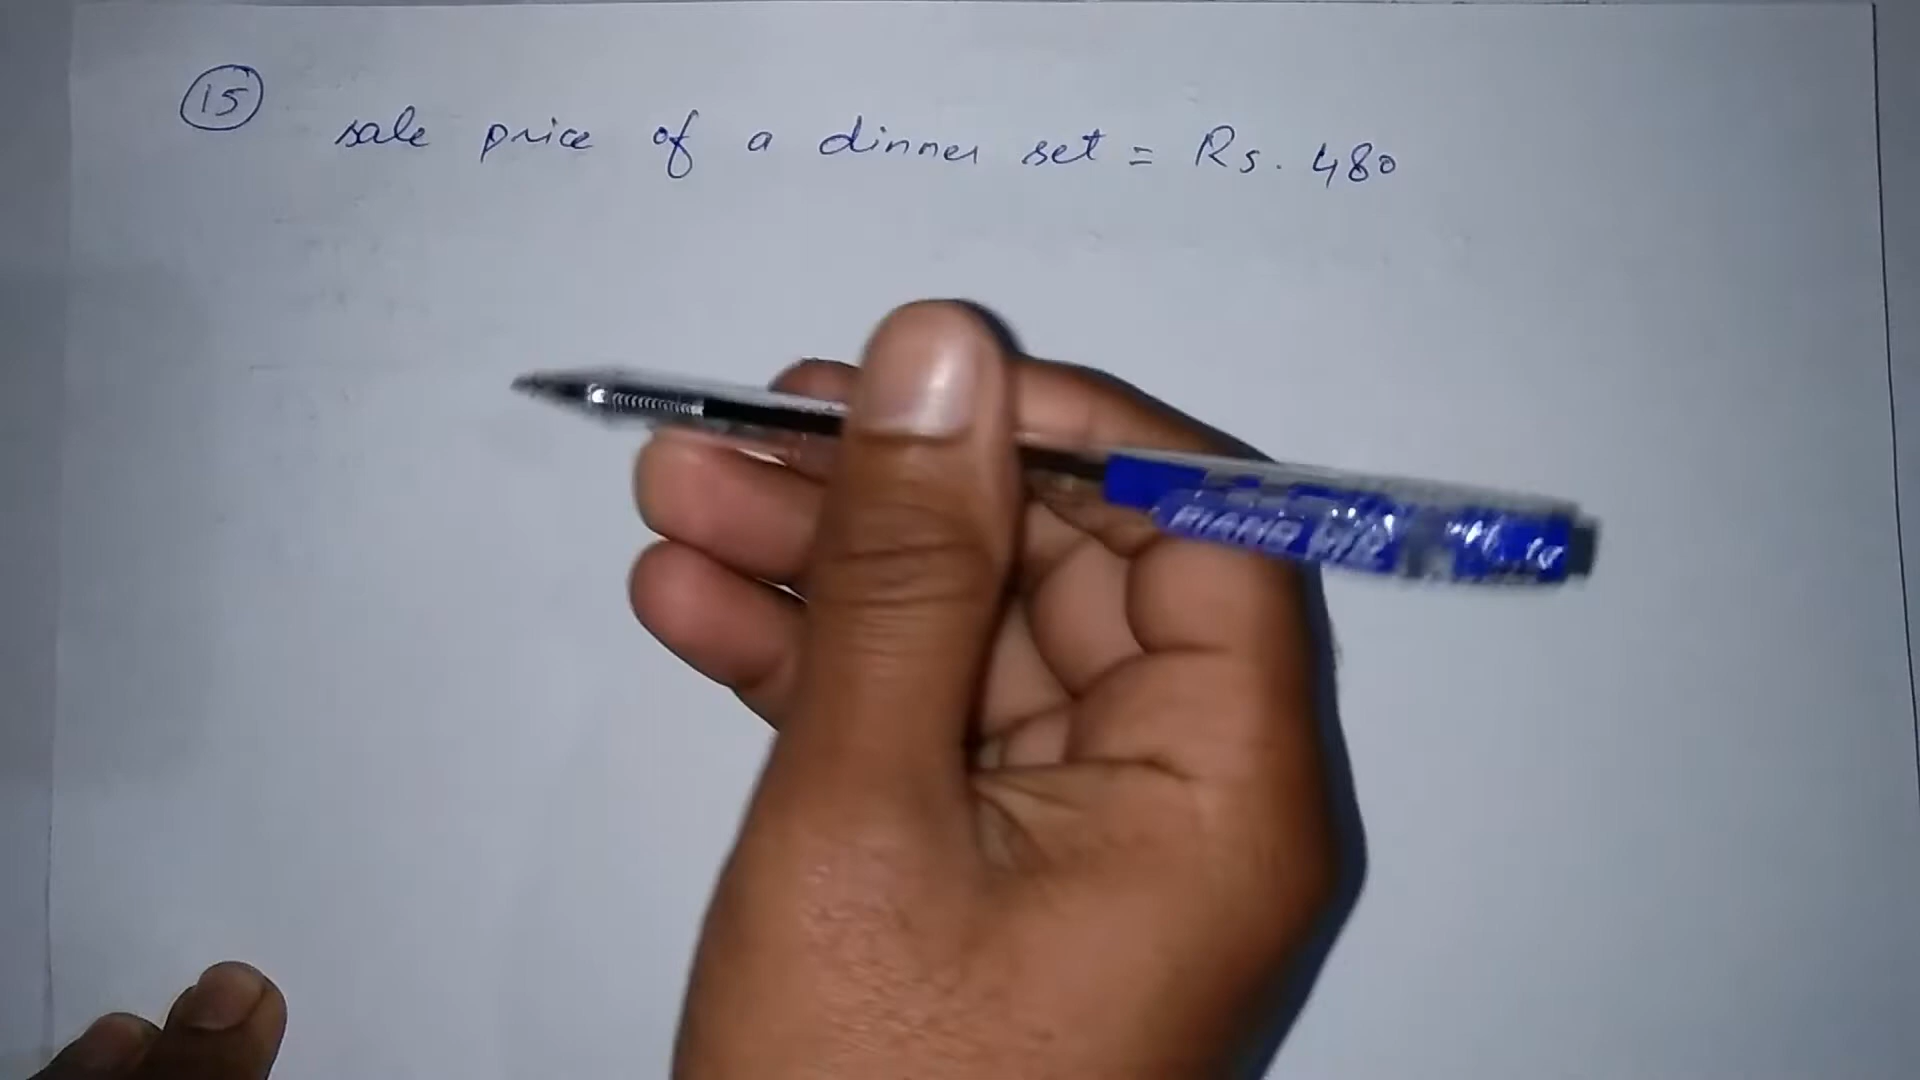 15
sale price of a dinner set = Rs. 480